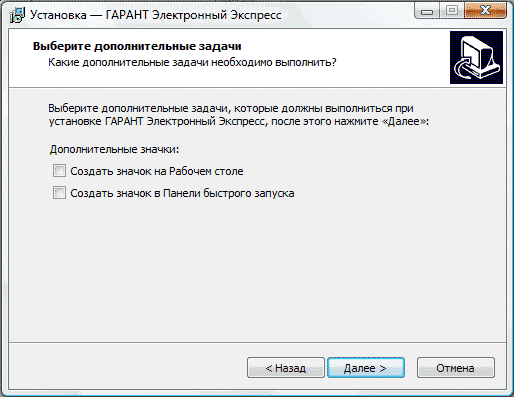 Установка — ГАРАНТ Электронный Экспресс
Выберите дополнительные задачи
Какие дополнительные задачи необходимо выполнить?
Выберите дополнительные задачи, которые должны выполниться при
установке ГАРАНТ Электронный Экспресс, после этого нажмите «Далее»:
Дополнительные значки:
Создать значок на Рабочем столе
Создать значок в Панели быстрого запуска
< Назад
Далее >
Отмена